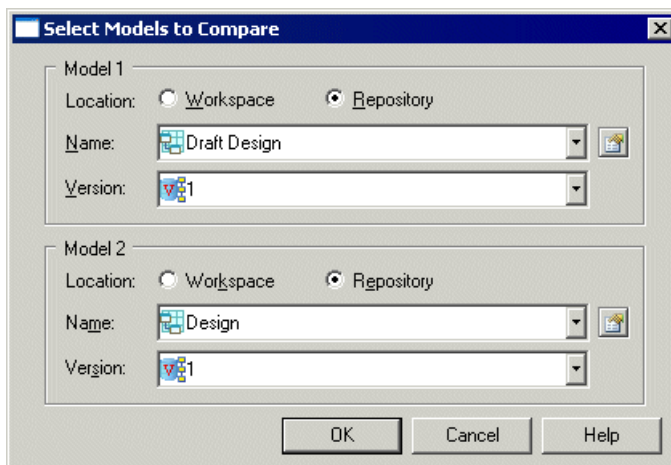 Select Models to Compare
Model 1
Location: Workspace Repository
Name: Draft Design
Version: 1
Model 2
Location: Workspace Repository
Name: Design
Version: 1
OK Cancel Help